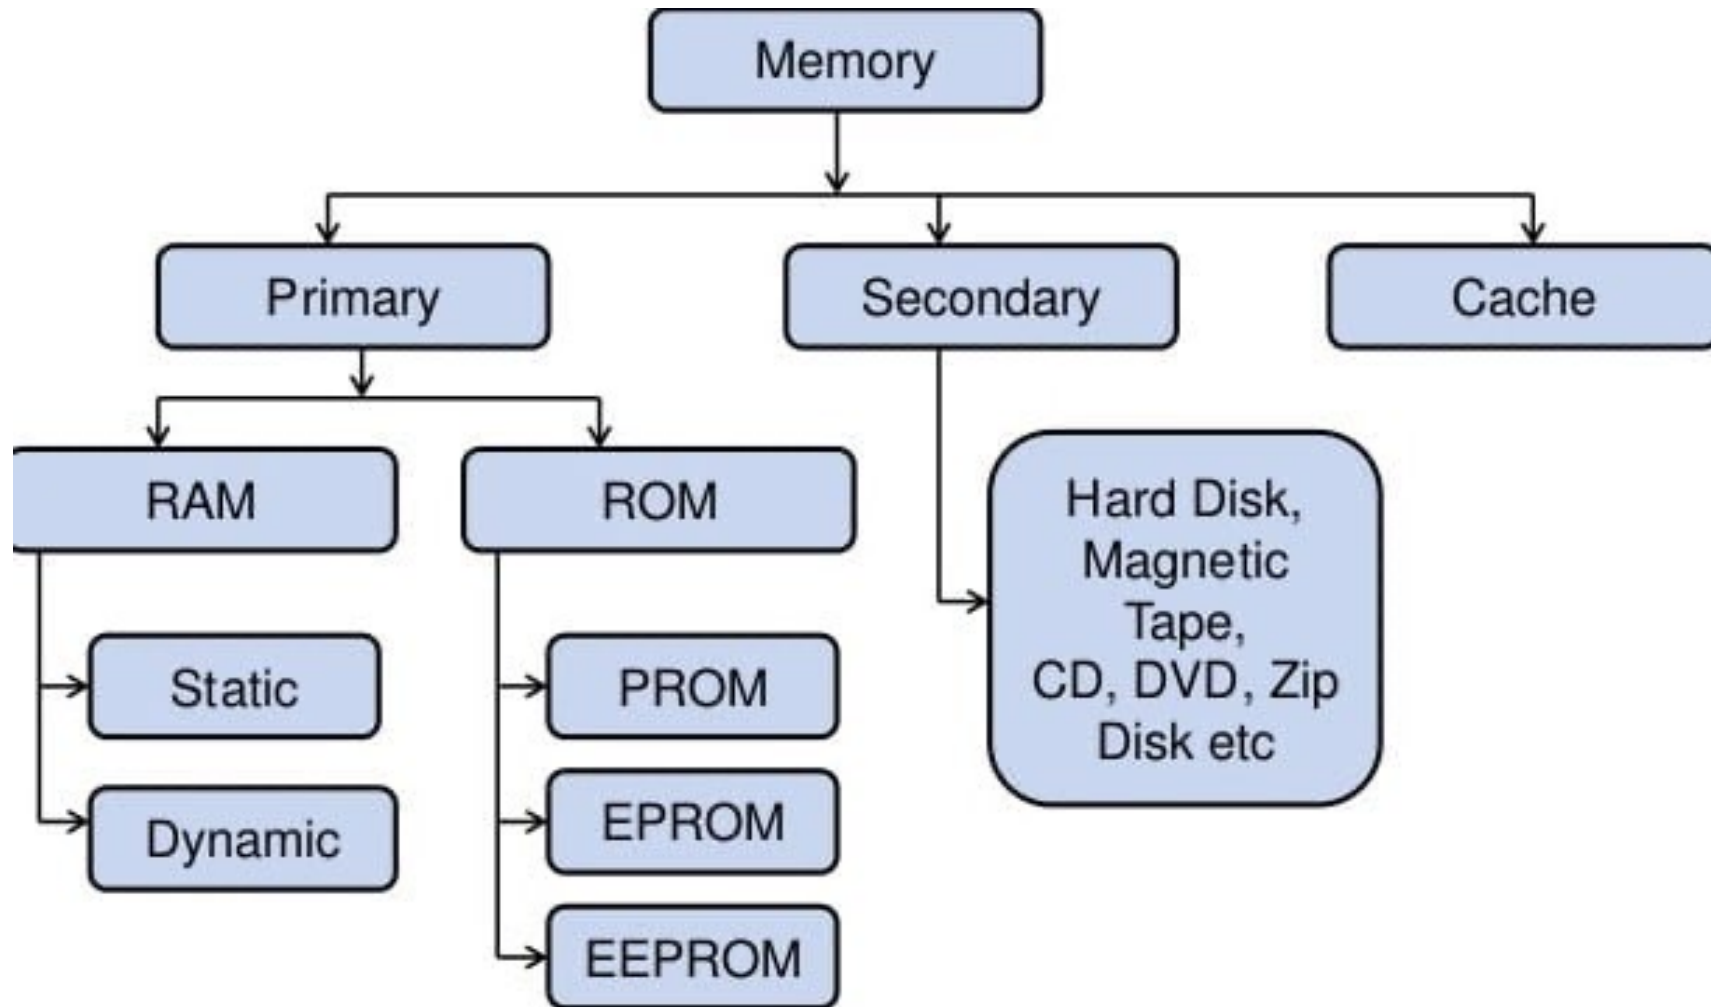 Memory
Primary
Secondary
Cache
RAM
ROM
Static
Dynamic
PROM
EPROM
EEPROM
Hard Disk,
Magnetic
Tape,
CD, DVD, Zip
Disk etc